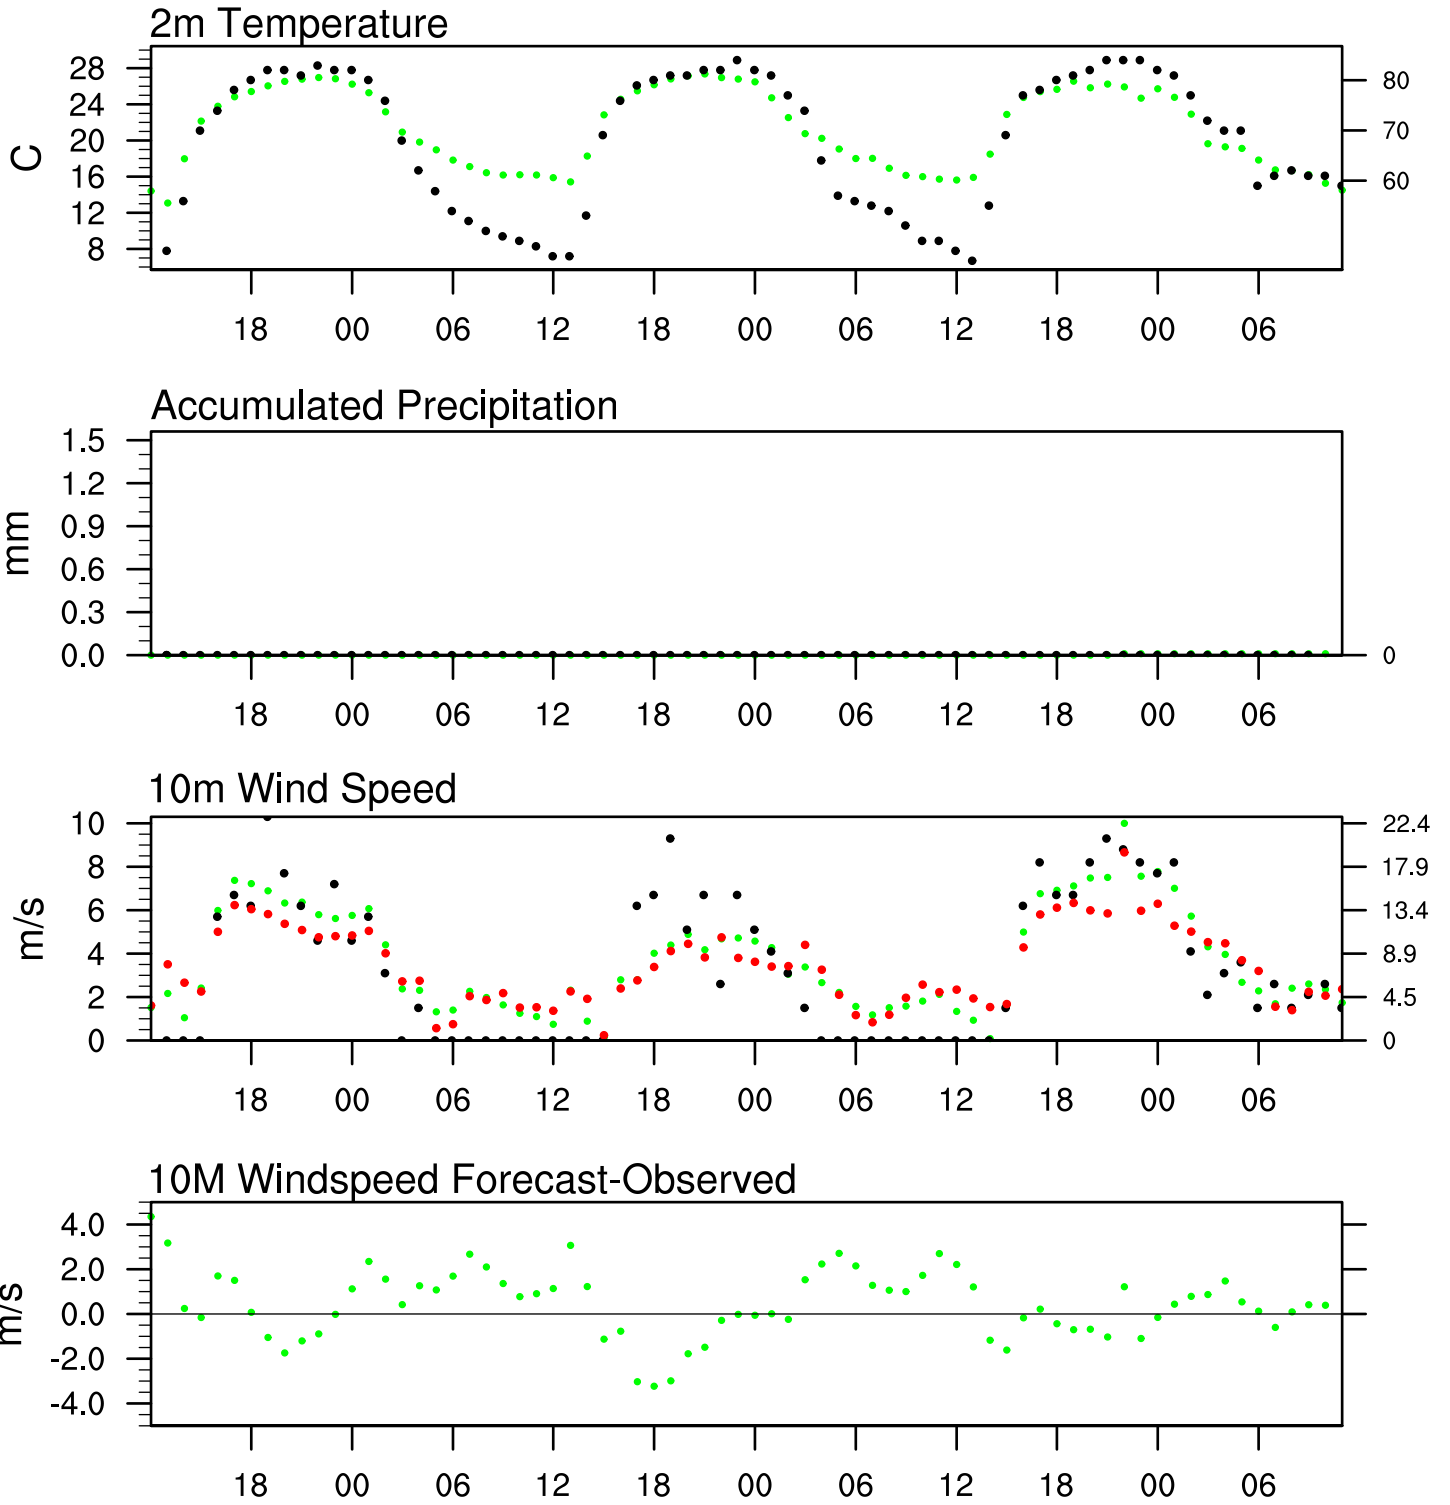 2m Temperature
28
24
20
16
12
8
C
80
70
60
18 00 06 12 18 00 06 12 18 00 06
Accumulated Precipitation
1.5
1.2
0.9
0.6
0.3
0.0
mm
0
18 00 06 12 18 00 06 12 18 00 06
10m Wind Speed
10
8
6
4
2
0
m/s
22.4
17.9
13.4
8.9
4.5
0
18 00 06 12 18 00 06 12 18 00 06
10M Windspeed Forecast-Observed
4.0
2.0
0.0
-2.0
-4.0
m/s
18 00 06 12 18 00 06 12 18 00 06